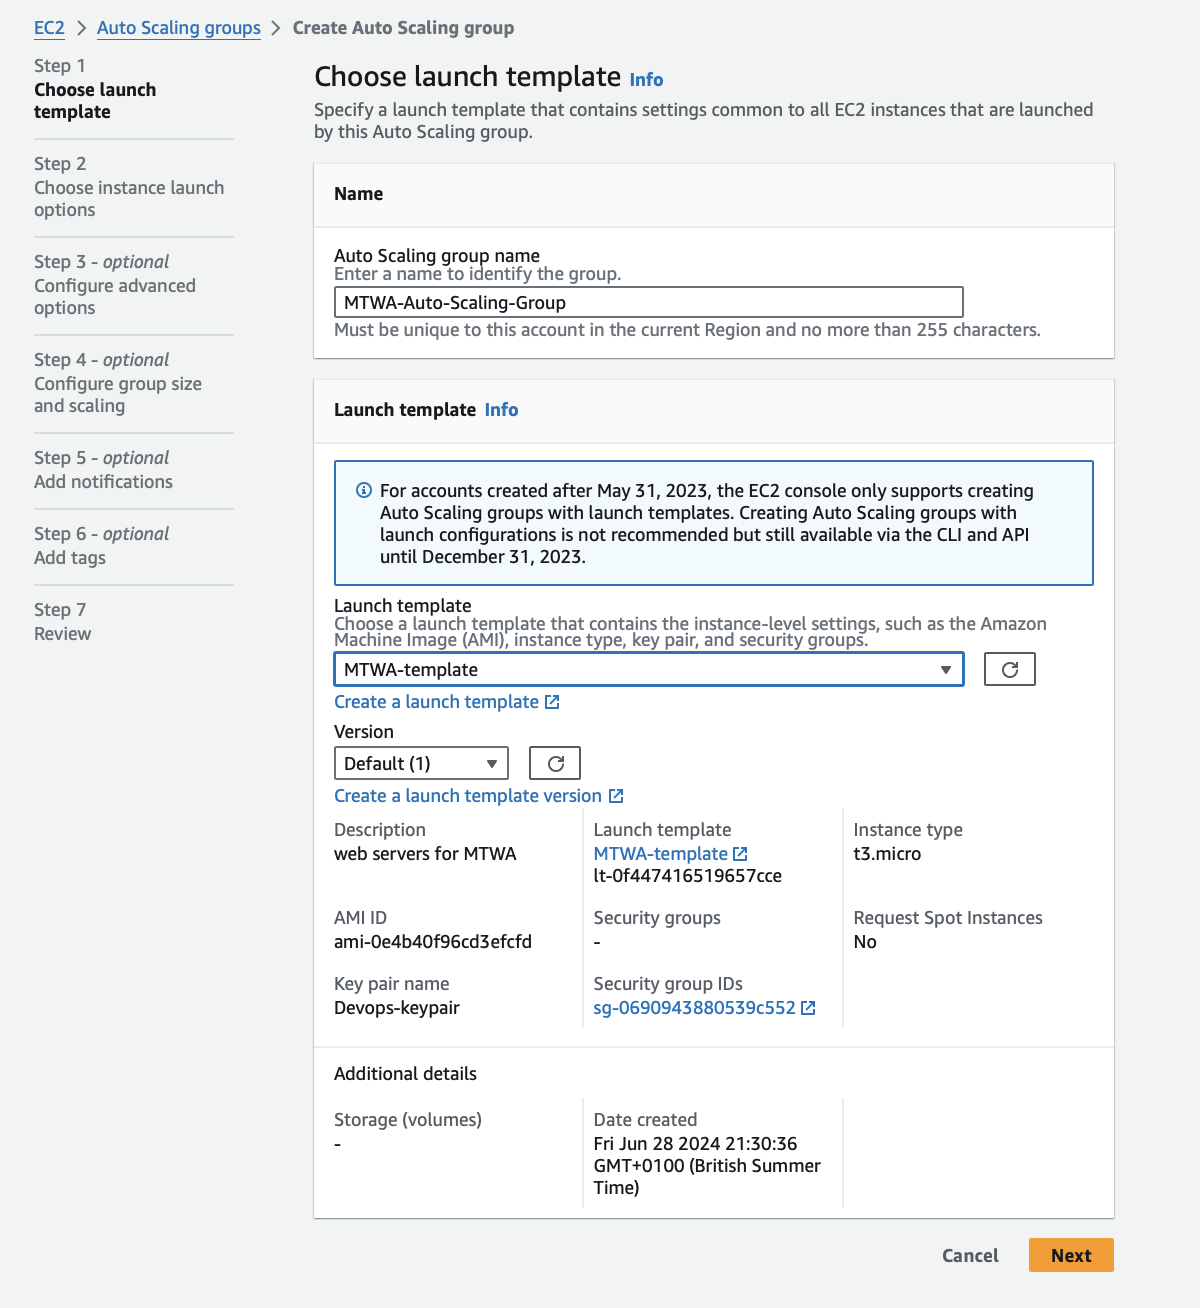 EC2 > Auto Scaling groups > Create Auto Scaling group
Step 1
Choose launch
template
Step 2
Choose instance launch
options
Step 3 - optional
Configure advanced
options
Step 4 - optional
Configure group size
and scaling
Step 5 - optional
Add notifications
Step 6 - optional
Add tags
Step 7
Review
Choose launch template Info
Specify a launch template that contains settings common to all EC2 instances that are launched
by this Auto Scaling group.
Name
Auto Scaling group name
Enter a name to identify the group.
MTWA-Auto-Scaling-Group
Must be unique to this account in the current Region and no more than 255 characters.
Launch template Info
For accounts created after May 31, 2023, the EC2 console only supports creating
Auto Scaling groups with launch templates. Creating Auto Scaling groups with
launch configurations is not recommended but still available via the CLI and API
until December 31, 2023.
Launch template
Choose a launch template that contains the instance-level settings, such as the Amazon
Machine Image (AMI), instance type, key pair, and security groups.
MTWA-template
Create a launch template
Version
Default (1)
Create a launch template version
Description
web servers for MTWA
Launch template
MTWA-template
lt-0f447416519657cce
Instance type
t3.micro
AMI ID
ami-0e4b40f96cd3efcfd
Security groups
-
Request Spot Instances
No
Key pair name
Devops-keypair
Security group IDs
sg-0690943880539c552
Additional details
Storage (volumes)
-
Date created
Fri Jun 28 2024 21:30:36
GMT+0100 (British Summer
Time)
Cancel
Next